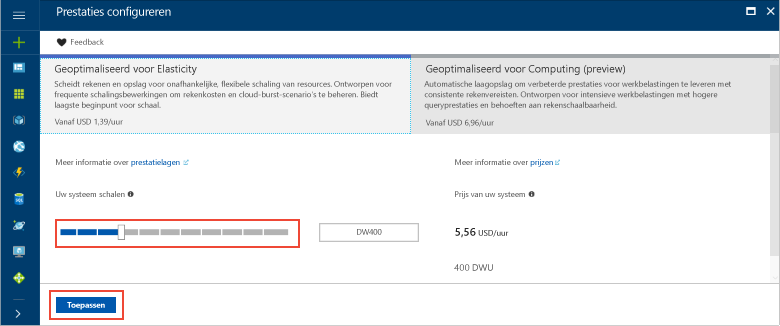 Prestaties configureren
Feedback
Geoptimaliseerd voor Elasticity
Scheidt rekenen en opslag voor onafhankelijke, flexibele schaling van resources. Ontworpen voor
frequente schalingsbewerkingen om rekenkosten en cloud-burst-scenario's te beheren. Biedt
laagste beginpunt voor schaal.
Vanaf USD 1,39/uur
Geoptimaliseerd voor Computing (preview)
Automatische laagopslag om verbeterde prestaties voor werkbelastingen te leveren met
consistente rekenvereisten. Ontworpen voor intensieve werkbelastingen met hogere
queryprestaties en behoeften aan rekenschaalbaarheid.
Vanaf USD 6,96/uur
Meer informatie over prestatielagen
Meer informatie over prijzen
Uw systeem schalen
Prijs van uw systeem
DW400
5,56 USD/uur
400 DWU
Toepassen